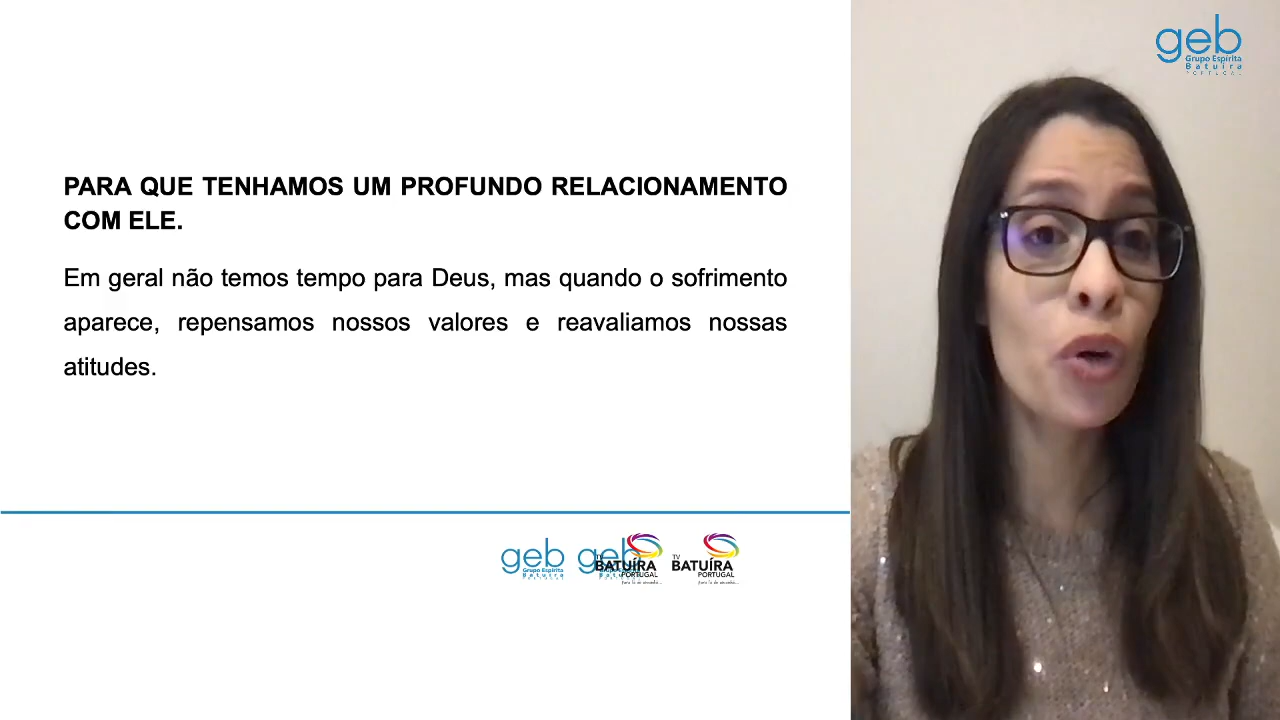 geb
Grupo Espírita
Batuíra
PORTUGAL
PARA QUE TENHAMOS UM PROFUNDO RELACIONAMENTO
COM ELE.
Em geral não temos tempo para Deus, mas quando o sofrimento
aparece, repensamos nossos valores e reavaliamos nossas
atitudes.
geb
Grupo Espírita
Batuíra
geb
TV
BATUÍRA
PORTUGAL
TV
BATUÍRA
PORTUGAL